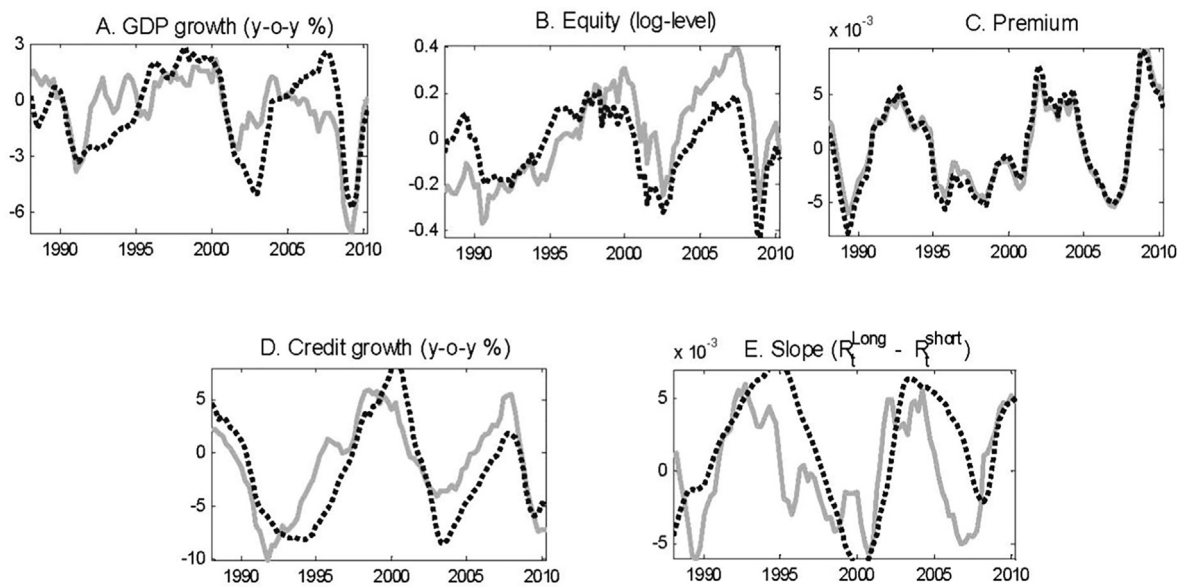 A. GDP growth (y-o-y %)
3
0
-3
-6
1990 1995 2000 2005 2010
B. Equity (log-level)
0.4
0.2
0
-0.2
-0.4
1990 1995 2000 2005 2010
C. Premium
x 10^-3
5
0
-5
1990 1995 2000 2005 2010
D. Credit growth (y-o-y %)
5
0
-5
-10
1990 1995 2000 2005 2010
E. Slope (R_t^Long - R_t^short)
x 10^-3
5
0
-5
1990 1995 2000 2005 2010